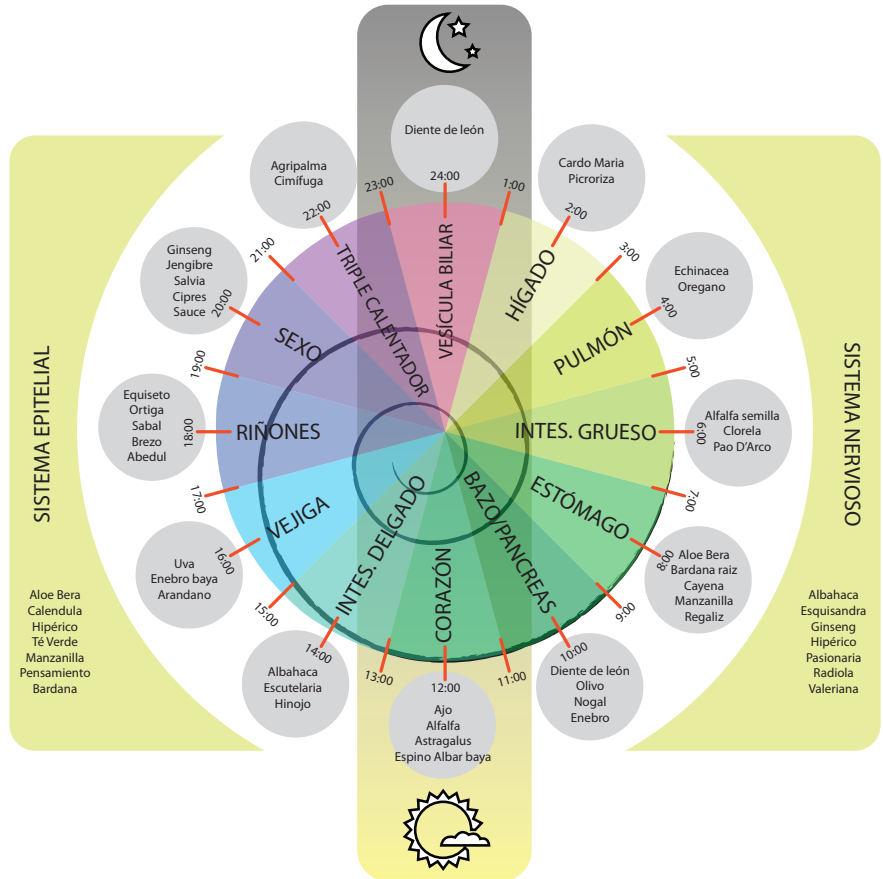 Diente de león
24:00
VESÍCULA BILIAR
1:00
Cardo Maria
Picroriza
2:00
HÍGADO
3:00
Echinacea
Oregano
4:00
PULMÓN
5:00
Alfalfa semilla
Clorela
Pao D'Arco
6:00
INTES. GRUESO
7:00
Aloe Bera
Bardana raiz
Cayena
Manzanilla
Regaliz
8:00
ESTÓMAGO
9:00
Diente de león
Olivo
Nogal
Enebro
10:00
BAZO/PANCREAS
11:00
12:00
Ajo
Alfalfa
Astragalus
Espino Albar baya
CORAZÓN
13:00
Albahaca
Escutelaria
Hinojo
14:00
INTES. DELGADO
15:00
Uva
Enebro baya
Arandano
16:00
VEJIGA
17:00
Equiseto
Ortiga
Sabal
Brezo
Abedul
18:00
RIÑONES
19:00
Ginseng
Jengibre
Salvia
Cipres
Sauce
20:00
SEXO
21:00
Agripalma
Cimífuga
22:00
TRIPLE CALENTADOR
23:00
SISTEMA EPITELIAL
Aloe Bera
Calendula
Hipérico
Té Verde
Manzanilla
Pensamiento
Bardana
SISTEMA NERVIOSO
Albahaca
Esquisandra
Ginseng
Hipérico
Pasionaria
Radiola
Valeriana